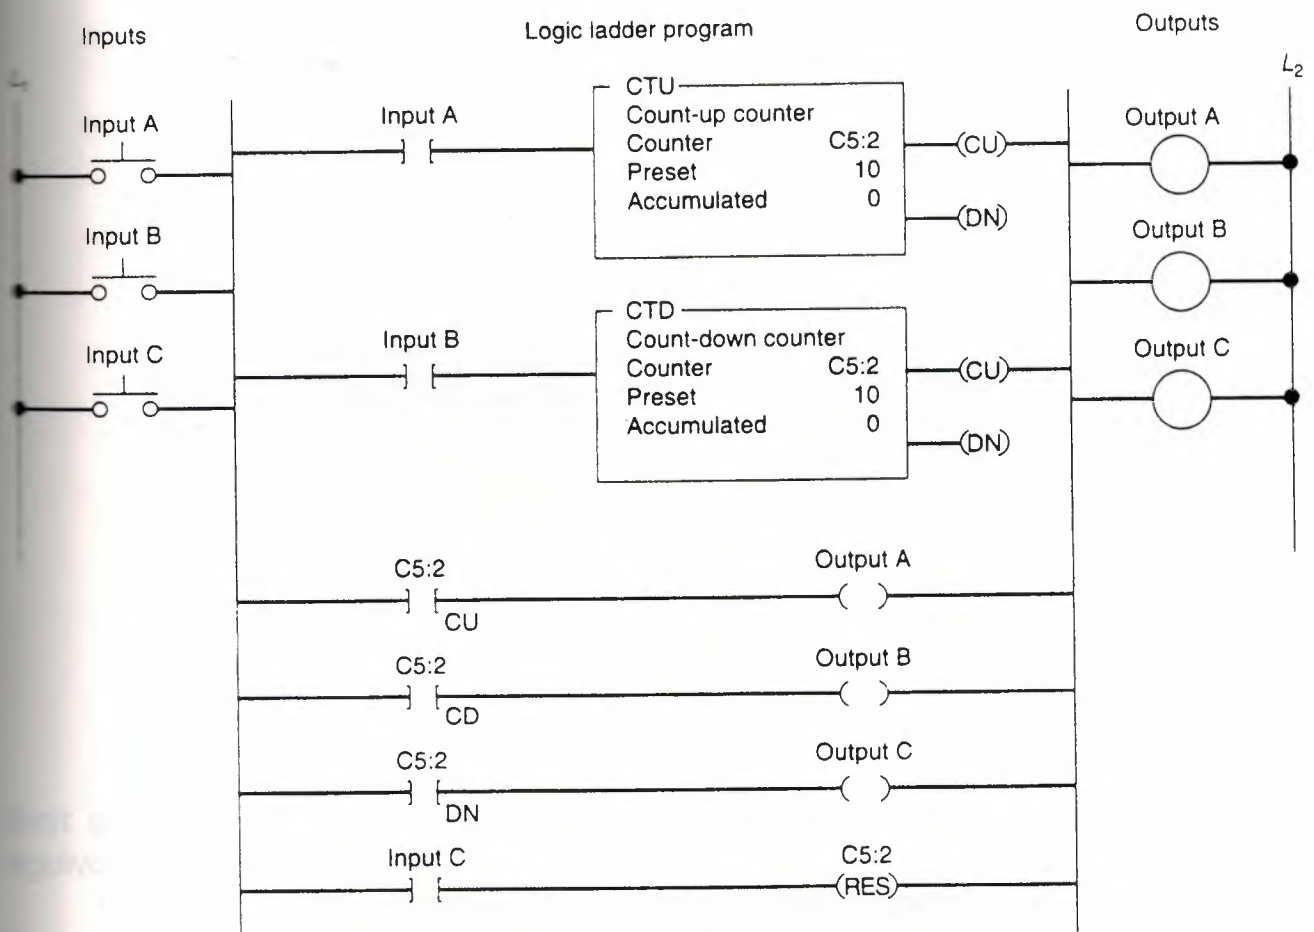 Inputs
Logic ladder program
Outputs
L2
Input A
Input A
CTU
Count-up counter
Counter C5:2
Preset 10
Accumulated 0
(CU)
(DN)
Output A
Input B
Output B
Input C
Input B
CTD
Count-down counter
Counter C5:2
Preset 10
Accumulated 0
(CU)
(DN)
Output C
C5:2
CU
Output A
C5:2
CD
Output B
C5:2
DN
Output C
Input C
C5:2
(RES)